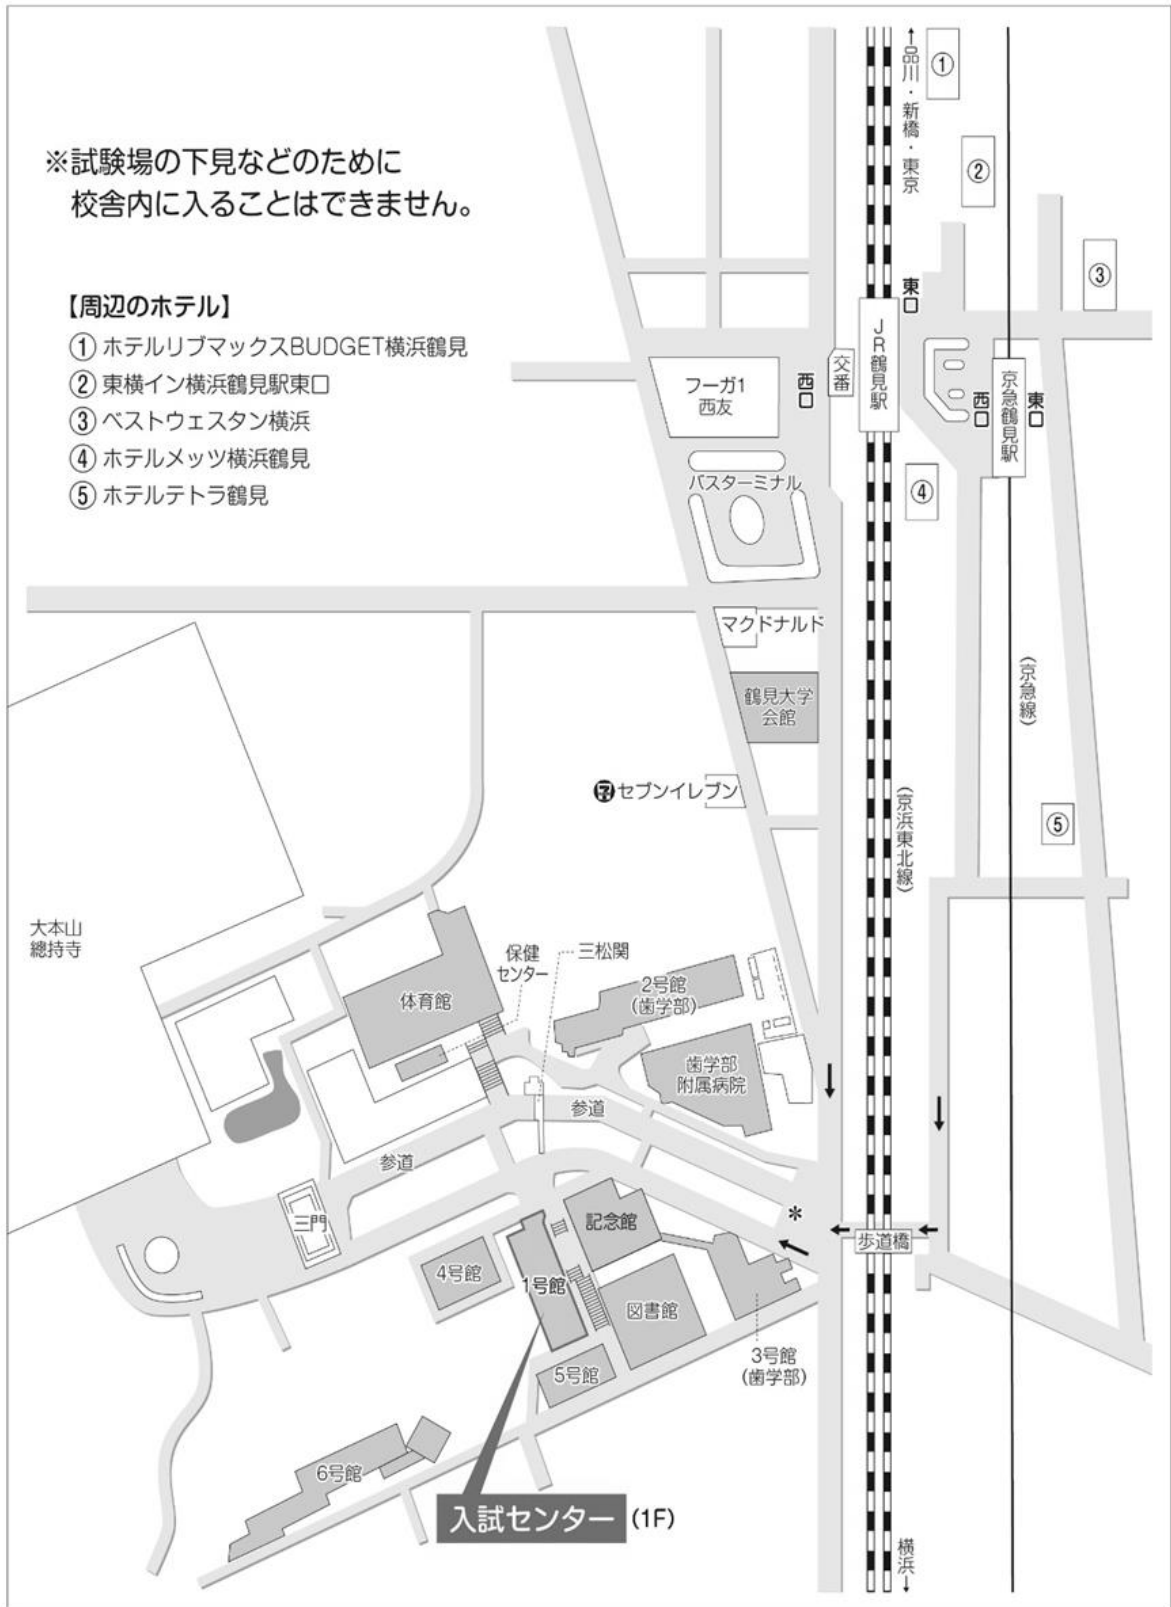 ※試験場の下見などのために
校舎内に入ることはできません。
【周辺のホテル】
① ホテルリブマックスBUDGET横浜鶴見
② 東横イン横浜鶴見駅東口
③ ベストウェスタン横浜
④ ホテルメッツ横浜鶴見
⑤ ホテルテトラ鶴見
←品川・新橋・東京
①
②
③
東口
JR鶴見駅
交番
西口
フーガ1
西友
西口
京急鶴見駅
東口
バスターミナル
④
マクドナルド
鶴見大学
会館
(京急線)
セブンイレブン
(京浜東北線)
⑤
大本山
總持寺
保健
センター
三松関
体育館
2号館
(歯学部)
歯学部
附属病院
参道
参道
三門
*
歩道橋
記念館
4号館
1号館
図書館
3号館
(歯学部)
5号館
6号館
入試センター (1F)
横浜→